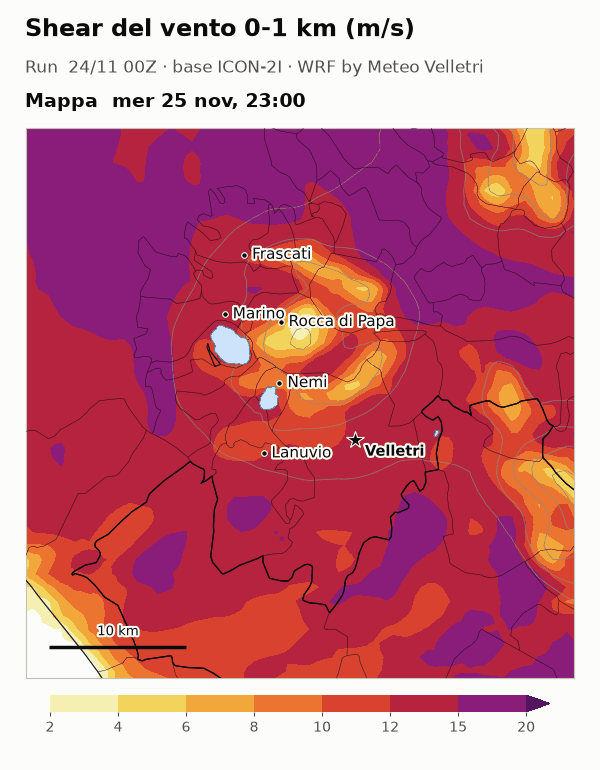 Shear del vento 0-1 km (m/s)
Run  24/11 00Z · base ICON-2I · WRF by Meteo Velletri
Mappa  mer 25 nov, 23:00
Frascati
Marino
Rocca di Papa
Nemi
Velletri
Lanuvio
10 km
2 4 6 8 10 12 15 20